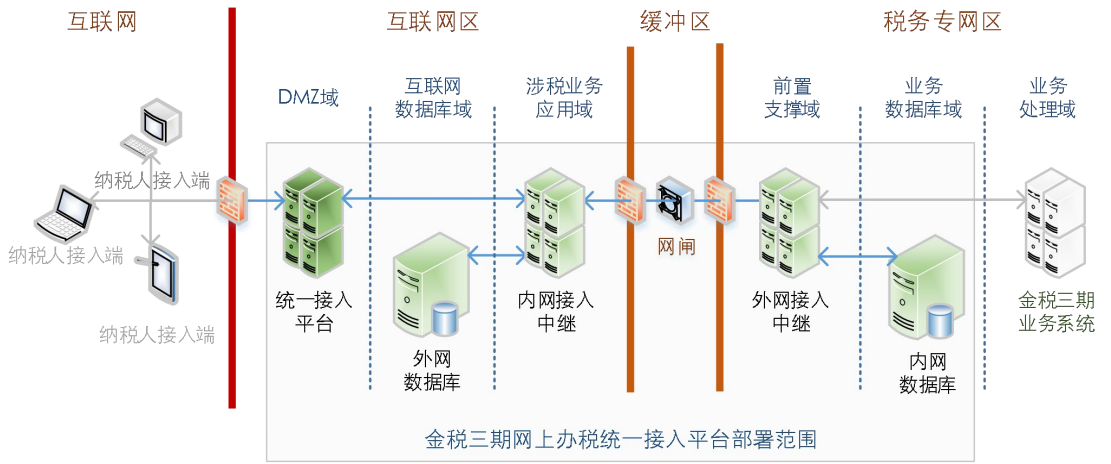 互联网
互联网区
缓冲区
税务专网区
DMZ域
互联网
数据库域
涉税业务
应用域
前置
支撑域
业务
数据库域
业务
处理域
纳税人接入端
纳税人接入端
纳税人接入端
统一接入
平台
外网
数据库
内网接入
中继
网闸
外网接入
中继
内网
数据库
金税三期
业务系统
金税三期网上办税统一接入平台部署范围